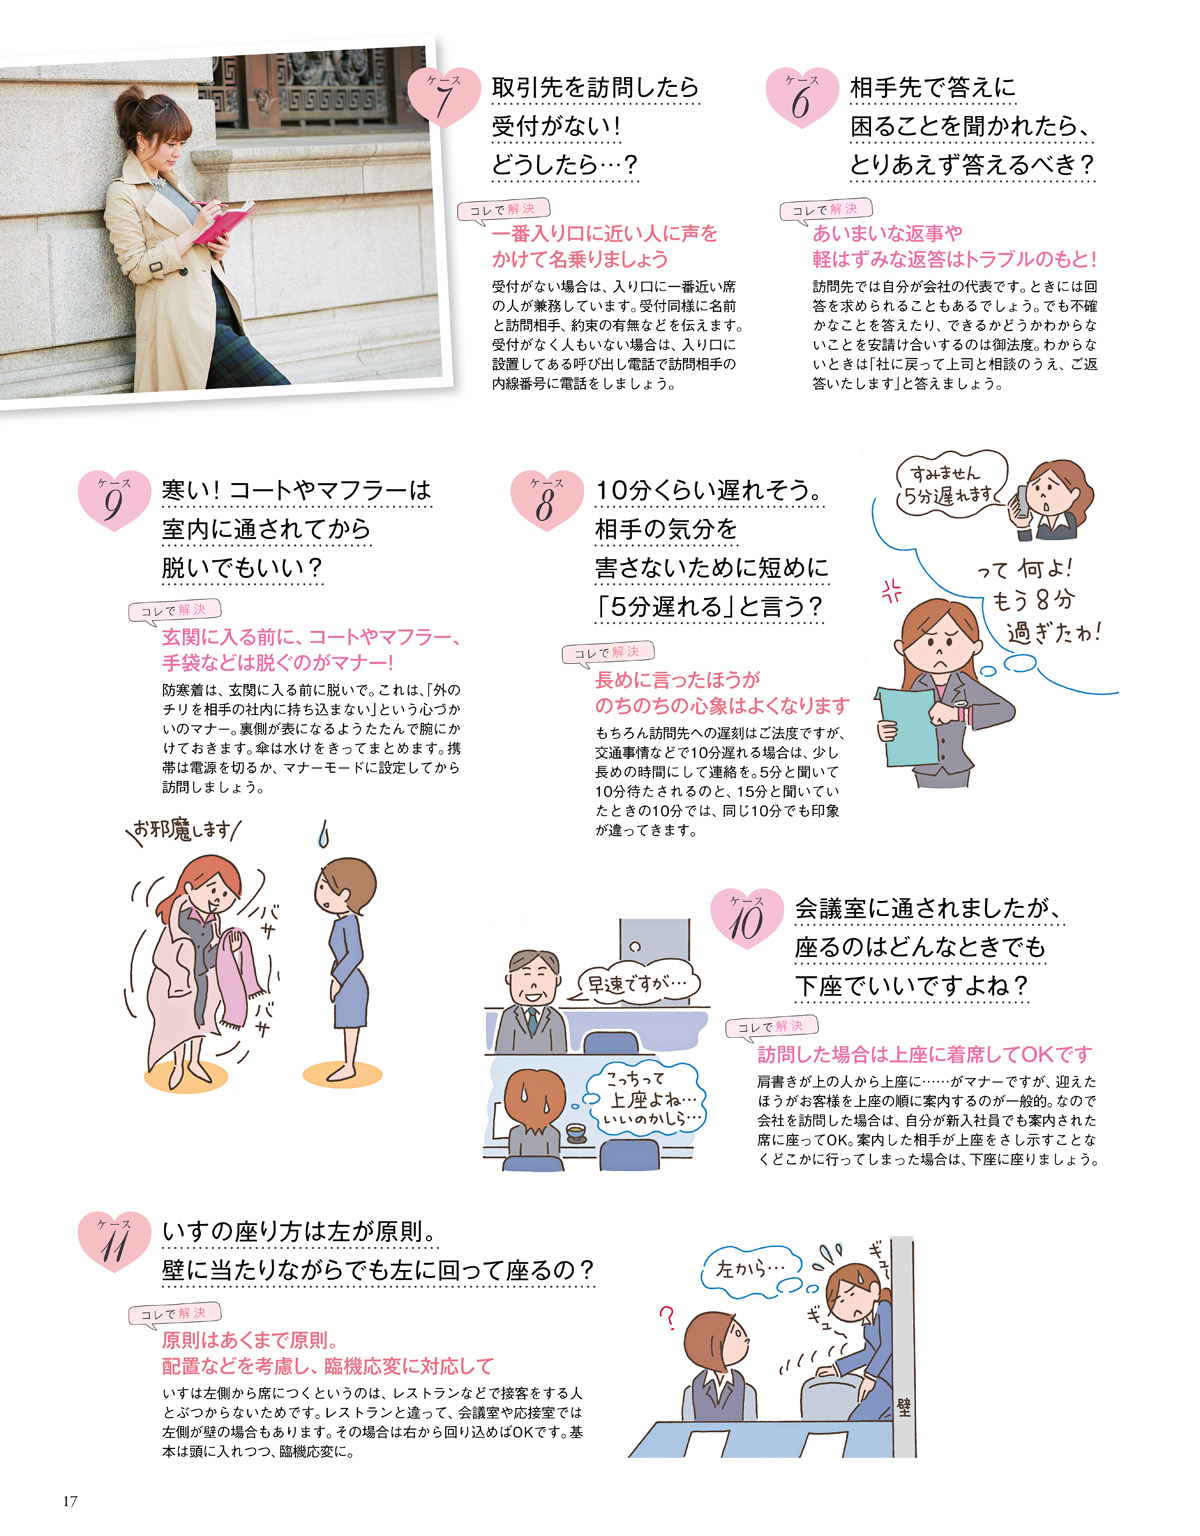 ケース
6
相手先で答えに
困ることを聞かれたら、
とりあえず答えるべき？
コレで解決
あいまいな返事や
軽はずみな返答はトラブルのもと！
訪問先では自分が会社の代表です。ときには回
答を求められることもあるでしょう。でも不確
かなことを答えたり、できるかどうかわからな
いことを安請け合いするのは御法度。わからな
いときは「社に戻って上司と相談のうえ、ご返
答いたします」と答えましょう。
ケース
7
取引先を訪問したら
受付がない！
どうしたら…？
コレで解決
一番入り口に近い人に声を
かけて名乗りましょう
受付がない場合は、入り口に一番近い席
の人が兼務しています。受付同様に名前
と訪問相手、約束の有無などを伝えます。
受付がなく人もいない場合は、入り口に
設置してある呼び出し電話で訪問相手の
内線番号に電話をしましょう。
ケース
8
10分くらい遅れそう。
相手の気分を
害さないために短めに
「5分遅れる」と言う？
コレで解決
長めに言ったほうが
のちのちの心象はよくなります
もちろん訪問先への遅刻はご法度ですが、
交通事情などで10分遅れる場合は、少し
長めの時間にして連絡を。5分と聞いて
10分待たされるのと、15分と聞いてい
たときの10分では、同じ10分でも印象
が違ってきます。
すみません
5分遅れます
って 何よ！
もう8分
過ぎたわ！
ケース
9
寒い！ コートやマフラーは
室内に通されてから
脱いでもいい？
コレで解決
玄関に入る前に、コートやマフラー、
手袋などは脱ぐのがマナー！
防寒着は、玄関に入る前に脱いで。これは、「外の
チリを相手の社内に持ち込まない」という心づか
いのマナー。裏側が表になるようたたんで腕にか
けておきます。傘は水けをきってまとめます。携
帯は電源を切るか、マナーモードに設定してから
訪問しましょう。
お邪魔します
バサ
バサ
ケース
10
会議室に通されましたが、
座るのはどんなときでも
下座でいいですよね？
コレで解決
訪問した場合は上座に着席してOKです
肩書きが上の人から上座に……がマナーですが、迎えた
ほうがお客様を上座の順に案内するのが一般的。なので
会社を訪問した場合は、自分が新入社員でも案内された
席に座ってOK。案内した相手が上座をさし示すことな
くどこかに行ってしまった場合は、下座に座りましょう。
早速ですが…
こっちって
上座よね…
いいのかしら…
ケース
11
いすの座り方は左が原則。
壁に当たりながらでも左に回って座るの？
コレで解決
原則はあくまで原則。
配置などを考慮し、臨機応変に対応して
いすは左側から席につくというのは、レストランなどで接客をする人
とぶつからないためです。レストランと違って、会議室や応接室では
左側が壁の場合もあります。その場合は右から回り込めばOKです。基
本は頭に入れつつ、臨機応変に。
左から…
?
ギュー
ギュー
壁
17